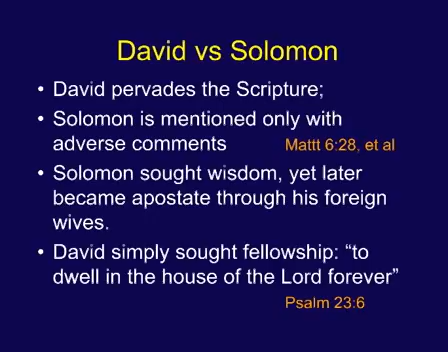 David vs Solomon
• David pervades the Scripture;
• Solomon is mentioned only with
adverse comments Mattt 6:28, et al
• Solomon sought wisdom, yet later
became apostate through his foreign
wives.
• David simply sought fellowship: “to
dwell in the house of the Lord forever”
Psalm 23:6